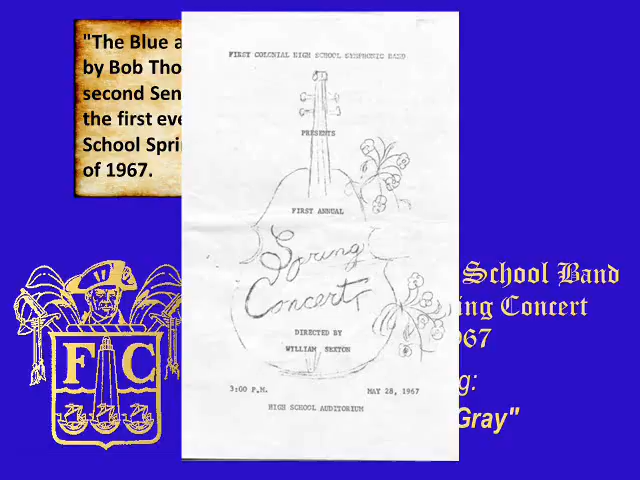 "The Blue a
by Bob Tho
second Sen
the first eve
School Spri
of 1967.
FIRST COLONIAL HIGH SCHOOL SYMPHONIC BAND
PRESENTS
FIRST ANNUAL
Spring
Concert
DIRECTED BY
WILLIAM SEXTON
3:00 P.M. MAY 28, 1967
HIGH SCHOOL AUDITORIUM
School Band
ing Concert
967
g:
Gray"
F C